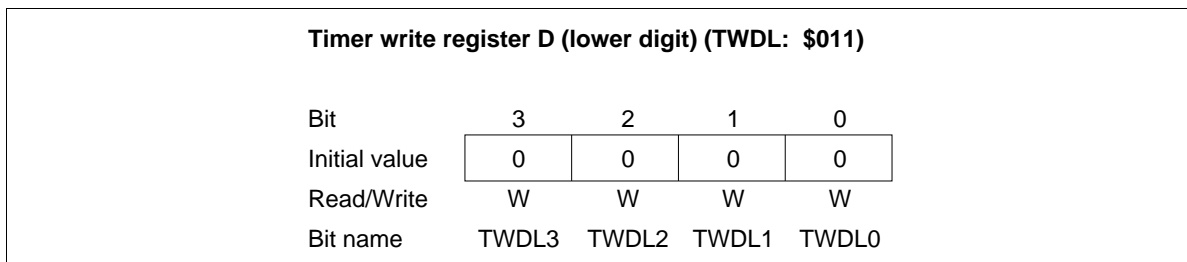 Timer write register D (lower digit) (TWDL: $011)
Bit 3 2 1 0
Initial value 0 0 0 0
Read/Write W W W W
Bit name TWDL3 TWDL2 TWDL1 TWDL0